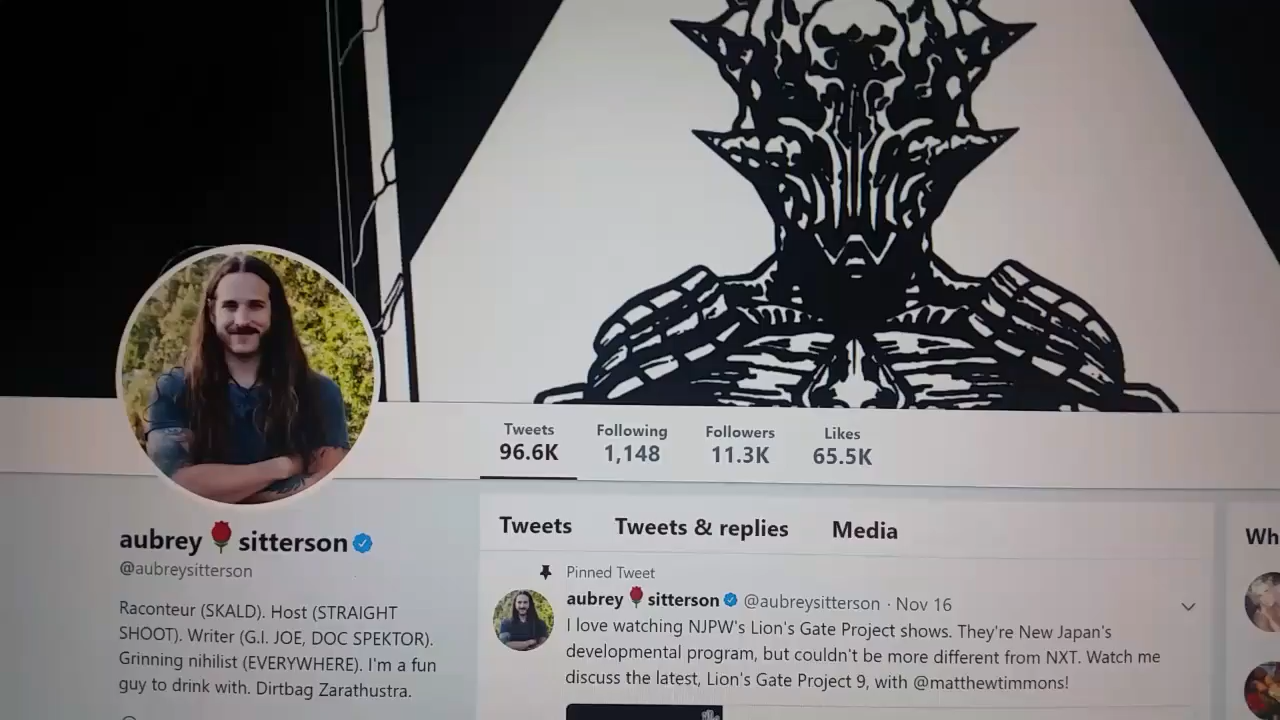 Tweets Following Followers Likes
96.6K 1,148 11.3K 65.5K
aubrey🌹sitterson
@aubreysitterson
Raconteur (SKALD). Host (STRAIGHT
SHOOT). Writer (G.I. JOE, DOC SPEKTOR).
Grinning nihilist (EVERYWHERE). I'm a fun
guy to drink with. Dirtbag Zarathustra.
Tweets Tweets & replies Media
Pinned Tweet
aubrey🌹sitterson @aubreysitterson · Nov 16
I love watching NJPW's Lion's Gate Project shows. They're New Japan's
developmental program, but couldn't be more different from NXT. Watch me
discuss the latest, Lion's Gate Project 9, with @matthewtimmons!
Wh